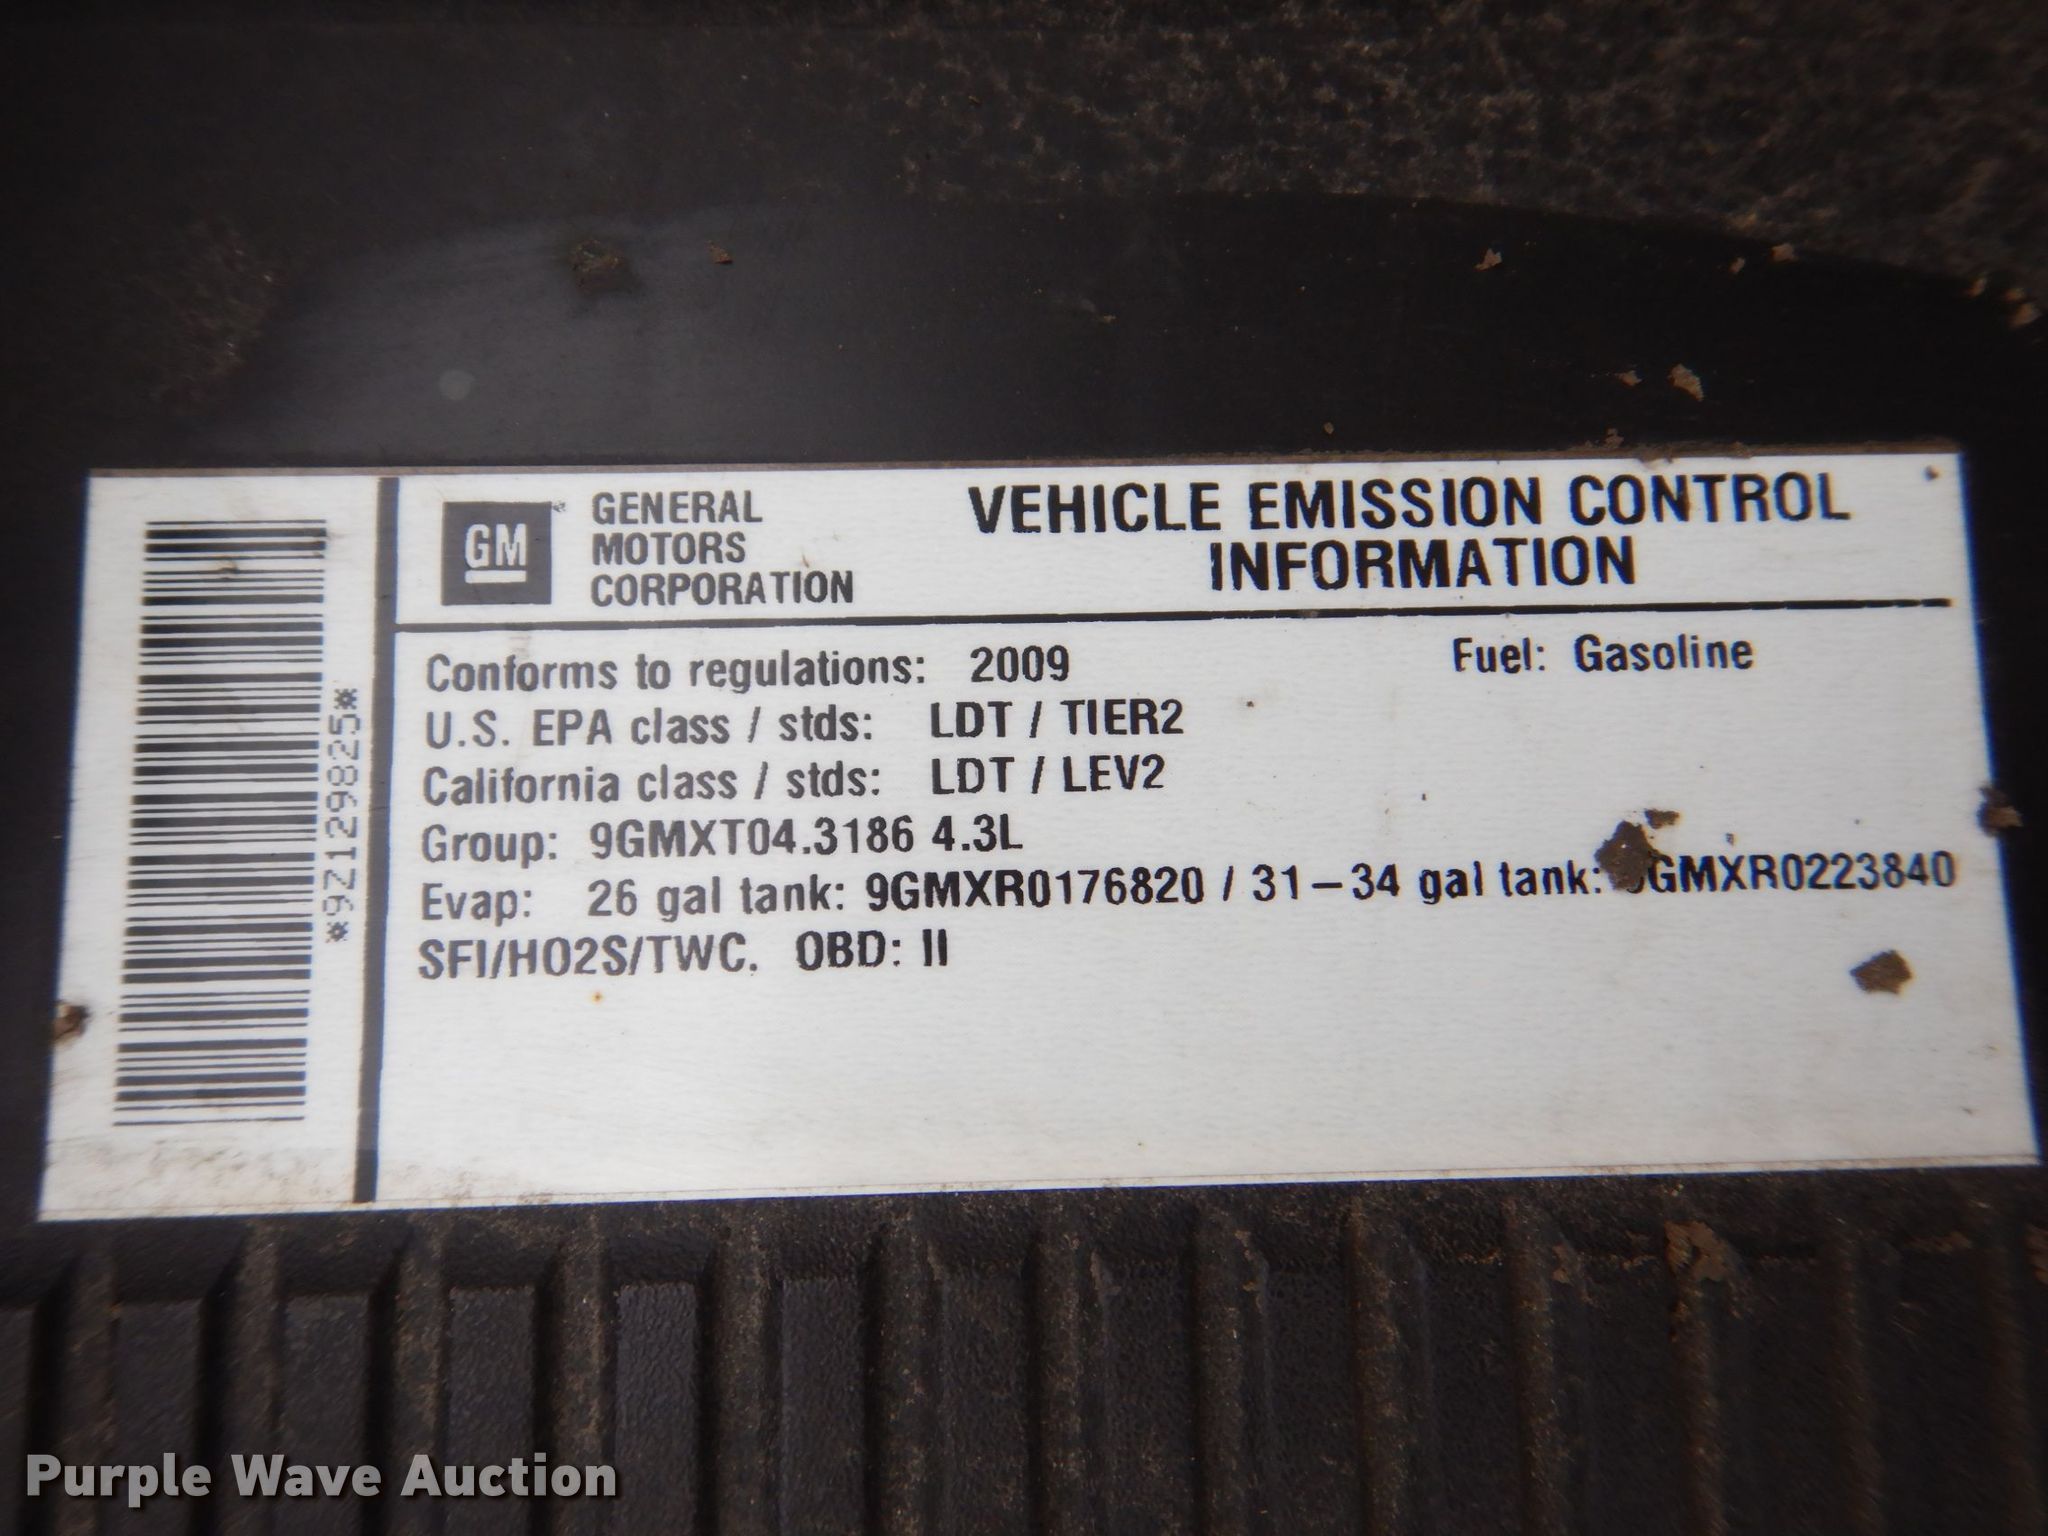 *9Z129825*
GM
GENERAL
MOTORS
CORPORATION
VEHICLE EMISSION CONTROL
INFORMATION
Conforms to regulations: 2009 Fuel: Gasoline
U.S. EPA class / stds: LDT / TIER2
California class / stds: LDT / LEV2
Group: 9GMXT04.3186 4.3L
Evap: 26 gal tank: 9GMXR0176820 / 31-34 gal tank:
SFI/HO2S/TWC. OBD: II
Purple Wave Auction